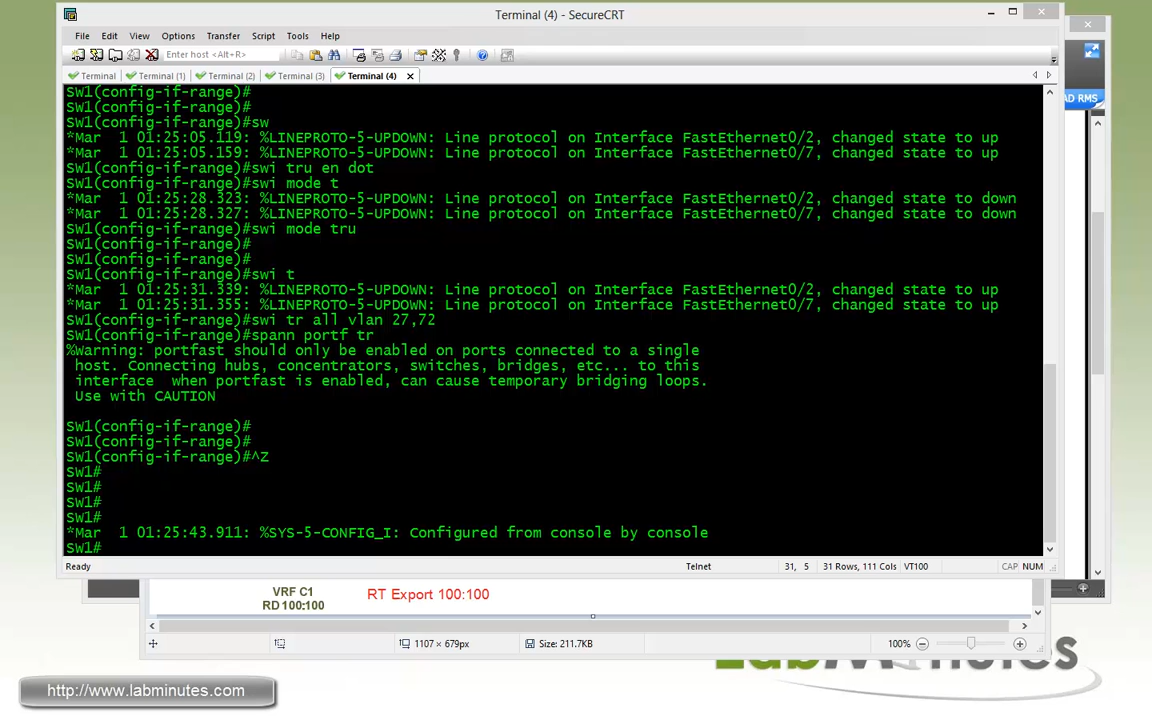 Terminal (4) - SecureCRT
File Edit View Options Transfer Script Tools Help
Enter host <Alt+R>
Terminal Terminal (1) Terminal (2) Terminal (3) Terminal (4)
AD RMS
SW1(config-if-range)#
SW1(config-if-range)#
SW1(config-if-range)#sw
*Mar  1 01:25:05.119: %LINEPROTO-5-UPDOWN: Line protocol on Interface FastEthernet0/2, changed state to up
*Mar  1 01:25:05.159: %LINEPROTO-5-UPDOWN: Line protocol on Interface FastEthernet0/7, changed state to up
SW1(config-if-range)#swi tru en dot
SW1(config-if-range)#swi mode t
*Mar  1 01:25:28.323: %LINEPROTO-5-UPDOWN: Line protocol on Interface FastEthernet0/2, changed state to down
*Mar  1 01:25:28.327: %LINEPROTO-5-UPDOWN: Line protocol on Interface FastEthernet0/7, changed state to down
SW1(config-if-range)#swi mode tru
SW1(config-if-range)#
SW1(config-if-range)#
SW1(config-if-range)#swi t
*Mar  1 01:25:31.339: %LINEPROTO-5-UPDOWN: Line protocol on Interface FastEthernet0/2, changed state to up
*Mar  1 01:25:31.355: %LINEPROTO-5-UPDOWN: Line protocol on Interface FastEthernet0/7, changed state to up
SW1(config-if-range)#swi tr all vlan 27,72
SW1(config-if-range)#spann portf tr
%Warning: portfast should only be enabled on ports connected to a single
host. Connecting hubs, concentrators, switches, bridges, etc... to this
interface  when portfast is enabled, can cause temporary bridging loops.
Use with CAUTION
SW1(config-if-range)#
SW1(config-if-range)#
SW1(config-if-range)#^Z
SW1#
SW1#
SW1#
SW1#
*Mar  1 01:25:43.911: %SYS-5-CONFIG_I: Configured from console by console
SW1#
Ready Telnet 31, 5 31 Rows, 111 Cols VT100 CAP NUM
VRF C1 RT Export 100:100
RD 100:100
1107 × 679px Size: 211.7KB 100%
http://www.labminutes.com